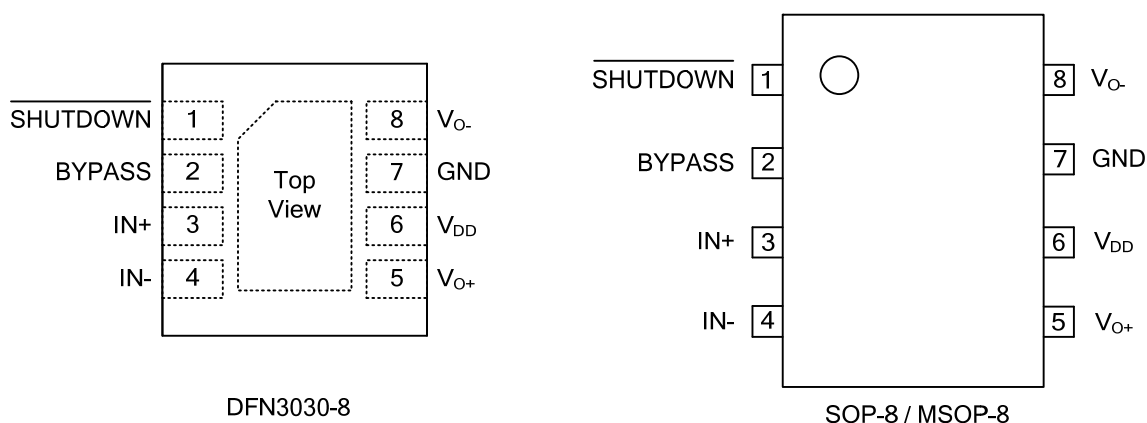 SHUTDOWN 1 8 VO-
BYPASS 2 7 GND
IN+ 3 6 VDD
IN- 4 5 VO+
Top
View
DFN3030-8
SHUTDOWN 1 8 VO-
BYPASS 2 7 GND
IN+ 3 6 VDD
IN- 4 5 VO+
SOP-8 / MSOP-8